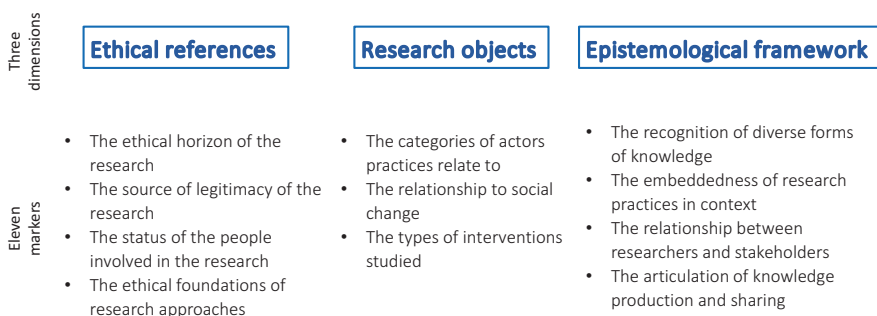 Three
dimensions
Ethical references
Research objects
Epistemological framework
Eleven
markers
• The ethical horizon of the
research
• The source of legitimacy of the
research
• The status of the people
involved in the research
• The ethical foundations of
research approaches
• The categories of actors
practices relate to
• The relationship to social
change
• The types of interventions
studied
• The recognition of diverse forms
of knowledge
• The embeddedness of research
practices in context
• The relationship between
researchers and stakeholders
• The articulation of knowledge
production and sharing